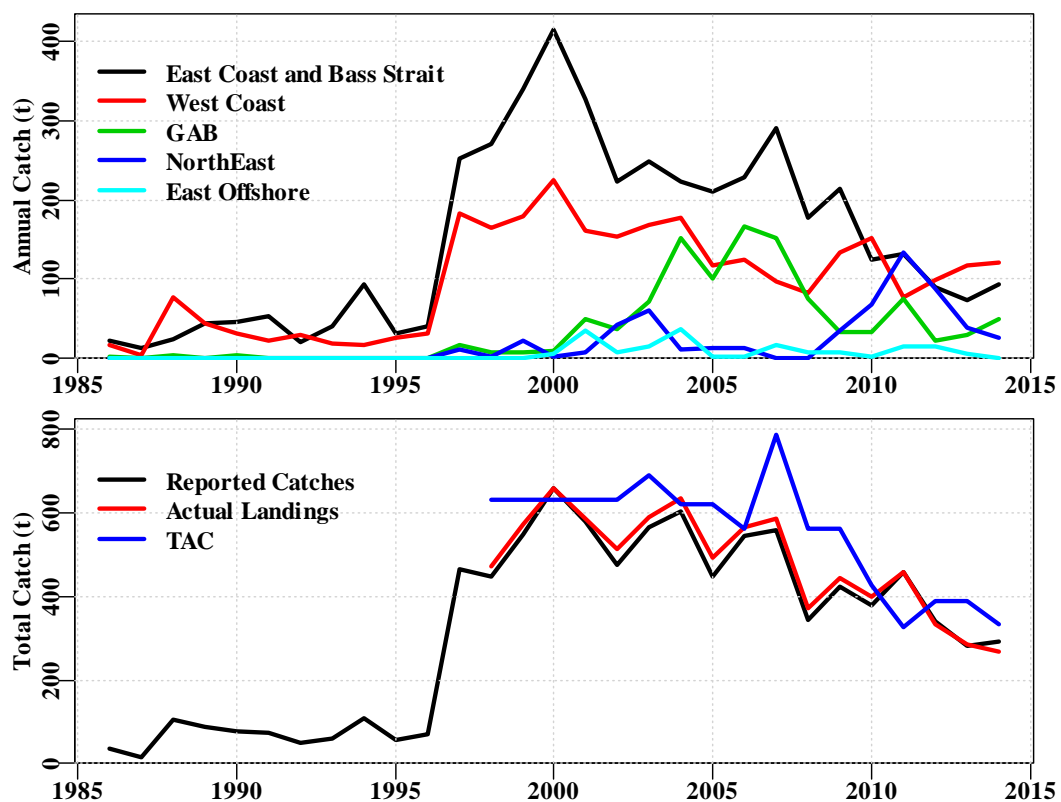 Annual Catch (t)
0 100 200 300 400
East Coast and Bass Strait
West Coast
GAB
NorthEast
East Offshore
1985 1990 1995 2000 2005 2010 2015
Total Catch (t)
0 200 400 600 800
Reported Catches
Actual Landings
TAC
1985 1990 1995 2000 2005 2010 2015